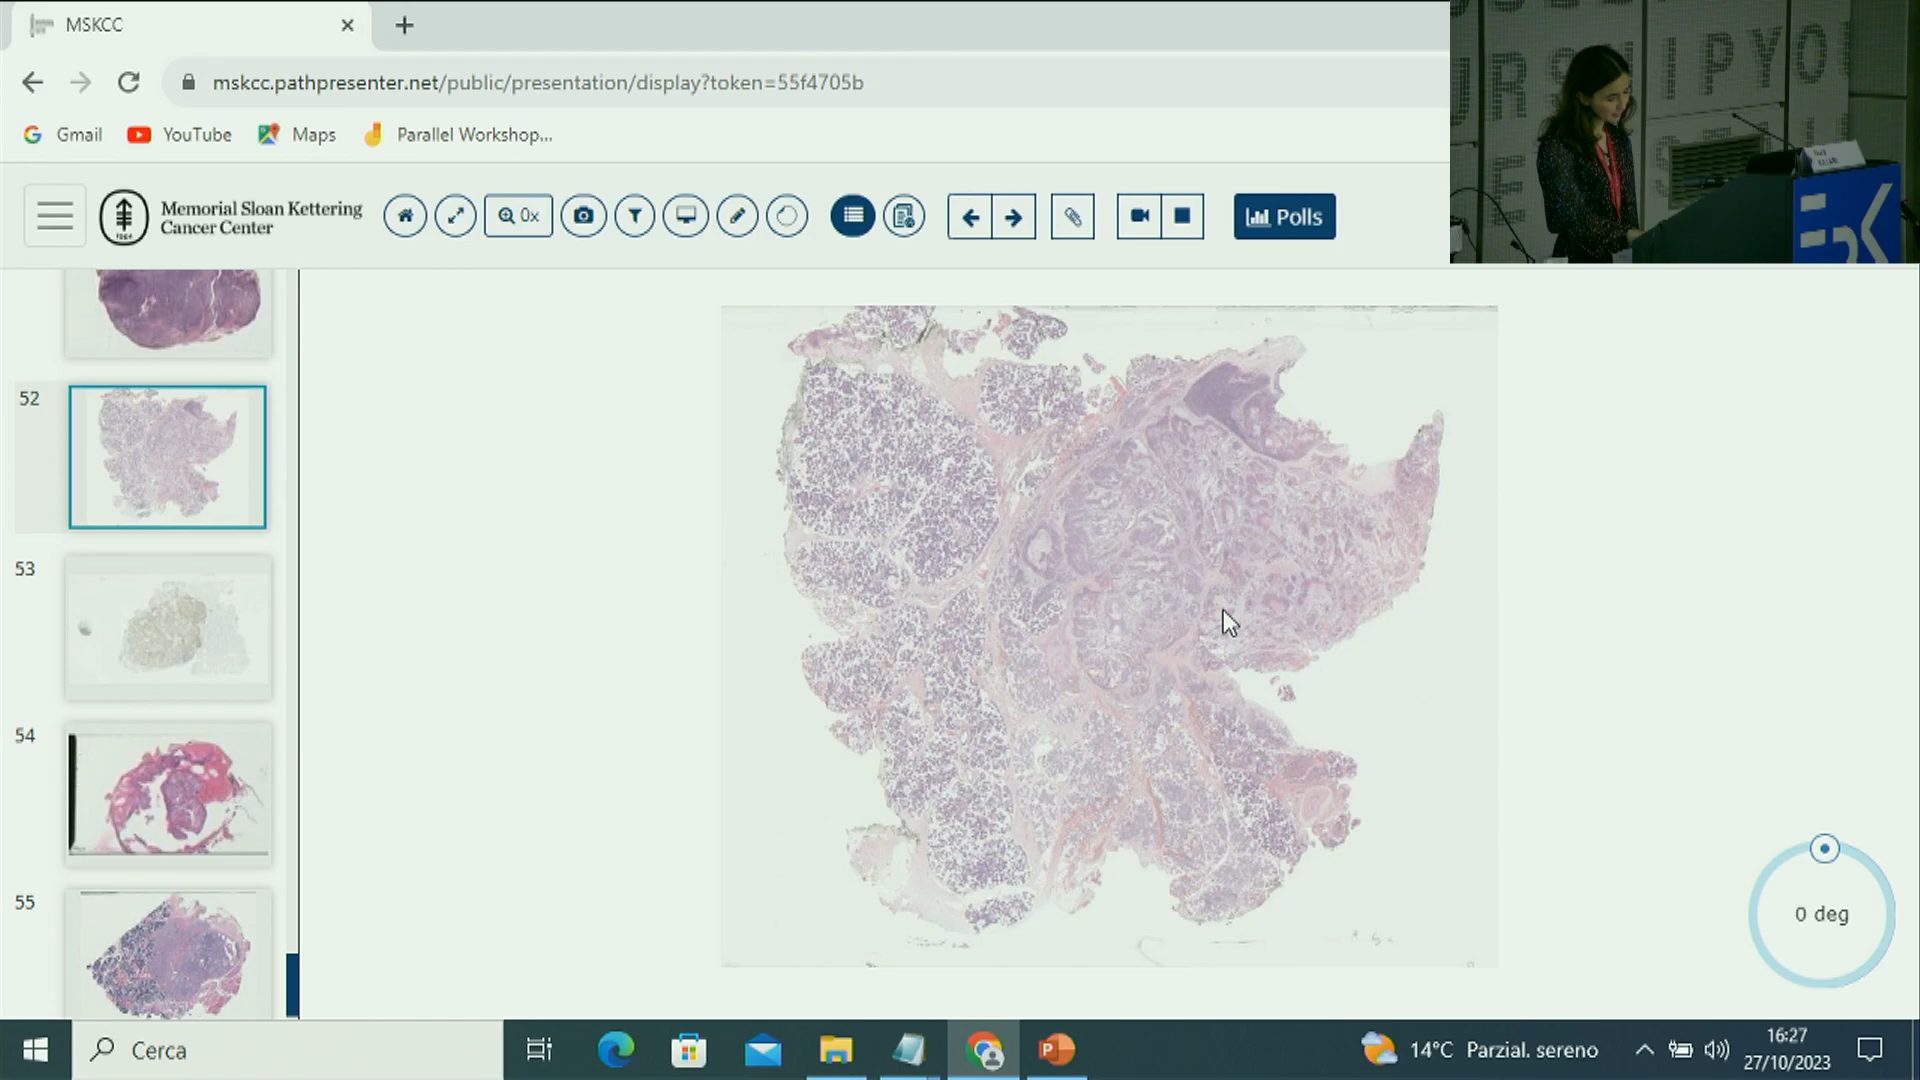 MSKCC
mskcc.pathpresenter.net/public/presentation/display?token=55f4705b
Gmail
YouTube
Maps
Parallel Workshop...
Memorial Sloan Kettering
Cancer Center
0x
Polls
52
53
54
55
0 deg
Cerca
14°C Parzial. sereno
16:27
27/10/2023